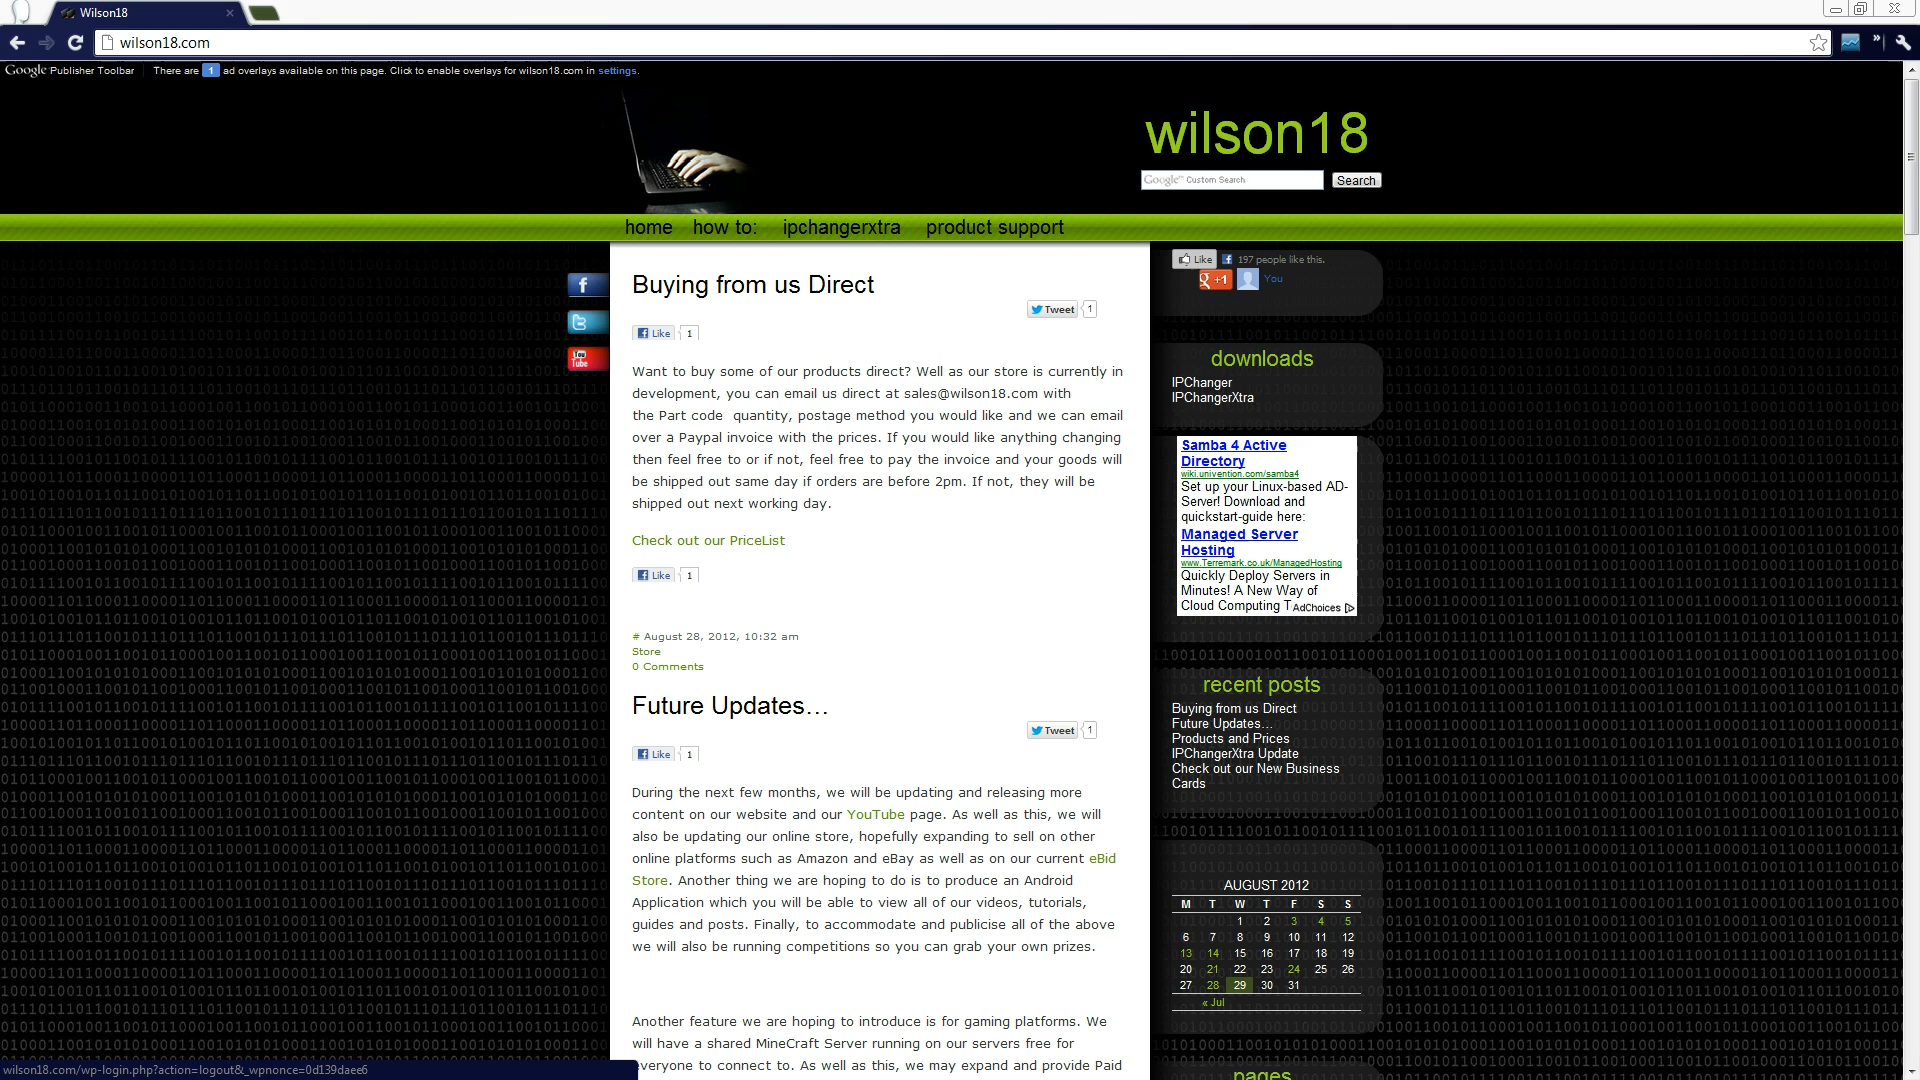 Wilson18
wilson18.com
Google Publisher Toolbar There are 1 ad overlays available on this page. Click to enable overlays for wilson18.com in settings.
wilson18
Google™ Custom Search Search
home how to: ipchangerxtra product support
Buying from us Direct
Tweet 1
Like 1
Want to buy some of our products direct? Well as our store is currently in
development, you can email us direct at sales@wilson18.com with
the Part code quantity, postage method you would like and we can email
over a Paypal invoice with the prices. If you would like anything changing
then feel free to or if not, feel free to pay the invoice and your goods will
be shipped out same day if orders are before 2pm. If not, they will be
shipped out next working day.
Check out our PriceList
Like 1
# August 28, 2012, 10:32 am
Store
0 Comments
Future Updates...
Tweet 1
Like 1
During the next few months, we will be updating and releasing more
content on our website and our YouTube page. As well as this, we will
also be updating our online store, hopefully expanding to sell on other
online platforms such as Amazon and eBay as well as on our current eBid
Store. Another thing we are hoping to do is to produce an Android
Application which you will be able to view all of our videos, tutorials,
guides and posts. Finally, to accommodate and publicise all of the above
we will also be running competitions so you can grab your own prizes.
Another feature we are hoping to introduce is for gaming platforms. We
will have a shared MineCraft Server running on our servers free for
everyone to connect to. As well as this, we may expand and provide Paid
You
Tube
Like 197 people like this.
+1 You
downloads
IPChanger
IPChangerXtra
Samba 4 Active
Directory
wiki.univention.com/samba4
Set up your Linux-based AD-
Server! Download and
quickstart-guide here:
Managed Server
Hosting
www.Terremark.co.uk/ManagedHosting
Quickly Deploy Servers in
Minutes! A New Way of
Cloud Computing T AdChoices
recent posts
Buying from us Direct
Future Updates...
Products and Prices
IPChangerXtra Update
Check out our New Business
Cards
AUGUST 2012
M T W T F S S
1 2 3 4 5
6 7 8 9 10 11 12
13 14 15 16 17 18 19
20 21 22 23 24 25 26
27 28 29 30 31
« Jul
pages
wilson18.com/wp-login.php?action=logout&_wpnonce=0d139daee6